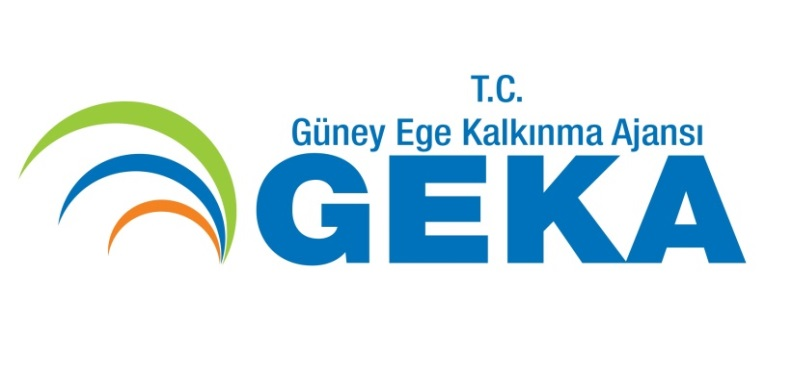 T.C.
Güney Ege Kalkınma Ajansı
GEKA